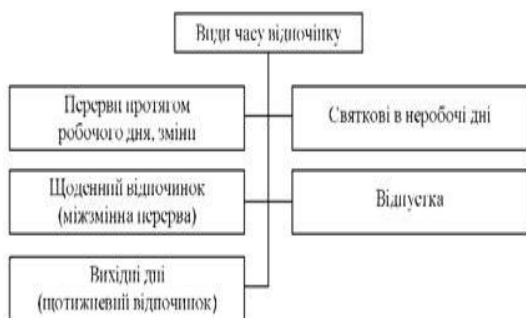 Види часу відпочінку
Перерви протягом
робочого дня, зміни
Святкові в неробочі дні
Щоденний відпочинок
(міжзмінна перерва)
Відпустка
Вихідні дні
(щотижневий відпочинок)